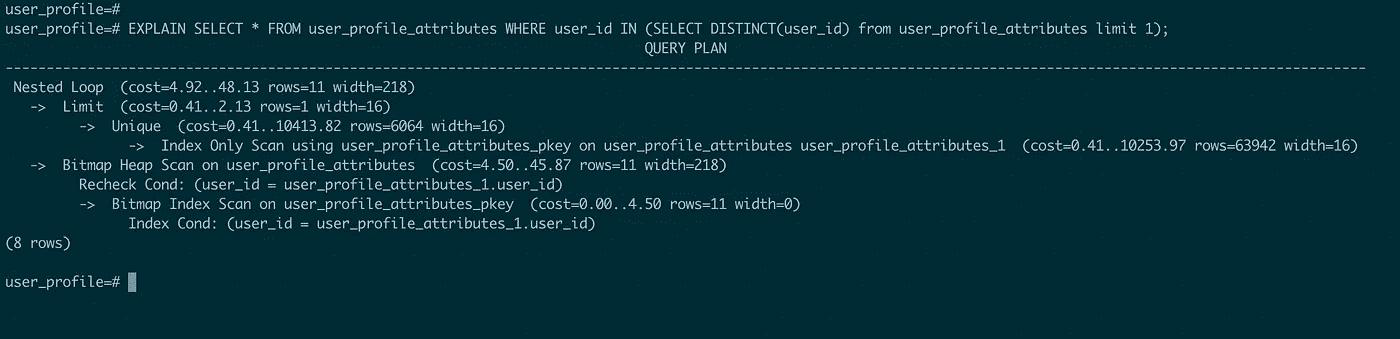 user_profile=#
user_profile=# EXPLAIN SELECT * FROM user_profile_attributes WHERE user_id IN (SELECT DISTINCT(user_id) from user_profile_attributes limit 1);
QUERY PLAN
------------------------------------------------------------------------------------------------------------------------------------------------------------------------
Nested Loop  (cost=4.92..48.13 rows=11 width=218)
  ->  Limit  (cost=0.41..2.13 rows=1 width=16)
        ->  Unique  (cost=0.41..10413.82 rows=6064 width=16)
              ->  Index Only Scan using user_profile_attributes_pkey on user_profile_attributes user_profile_attributes_1  (cost=0.41..10253.97 rows=63942 width=16)
  ->  Bitmap Heap Scan on user_profile_attributes  (cost=4.50..45.87 rows=11 width=218)
        Recheck Cond: (user_id = user_profile_attributes_1.user_id)
        ->  Bitmap Index Scan on user_profile_attributes_pkey  (cost=0.00..4.50 rows=11 width=0)
              Index Cond: (user_id = user_profile_attributes_1.user_id)
(8 rows)
user_profile=#